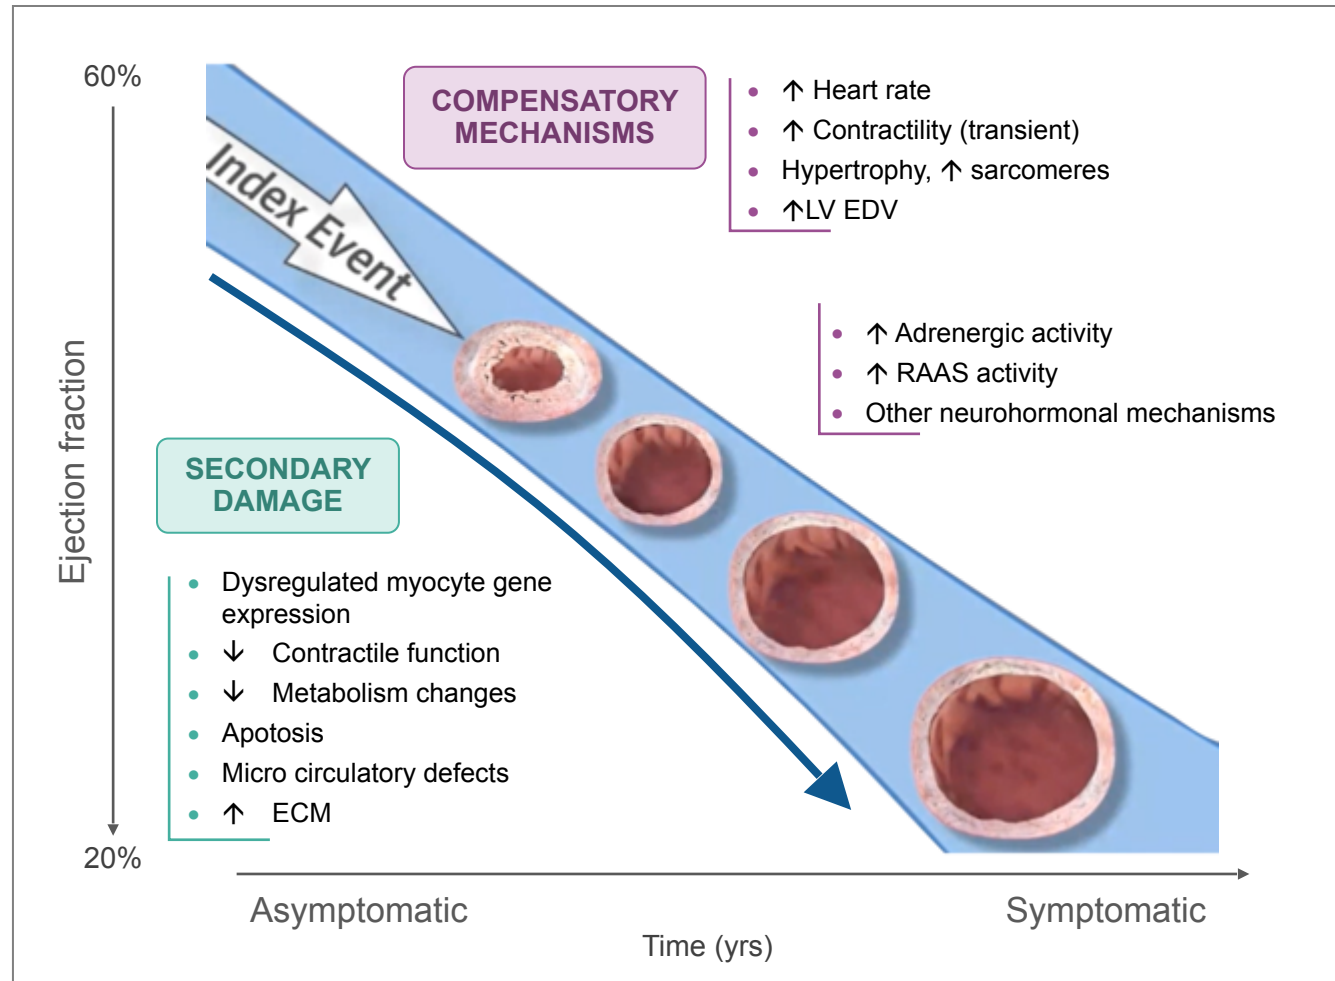 60%
COMPENSATORY
MECHANISMS
• ↑ Heart rate
• ↑ Contractility (transient)
• Hypertrophy, ↑ sarcomeres
• ↑LV EDV
Index Event
• ↑ Adrenergic activity
• ↑ RAAS activity
• Other neurohormonal mechanisms
Ejection fraction
SECONDARY
DAMAGE
• Dysregulated myocyte gene
expression
• ↓ Contractile function
• ↓ Metabolism changes
• Apotosis
• Micro circulatory defects
• ↑ ECM
20%
Asymptomatic
Symptomatic
Time (yrs)